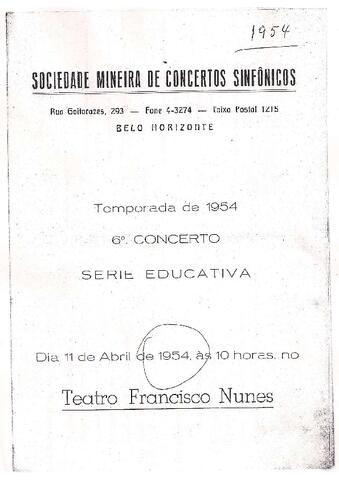 1954
SOCIEDADE MINEIRA DE CONCERTOS SINFÔNICOS
Rua Goitacazes, 293 — Fone 4-3274 — Caixa Postal 1215
BELO HORIZONTE
Temporada de 1954
6º. CONCERTO
SERIE EDUCATIVA
Dia 11 de Abril de 1954, às 10 horas, no
Teatro Francisco Nunes